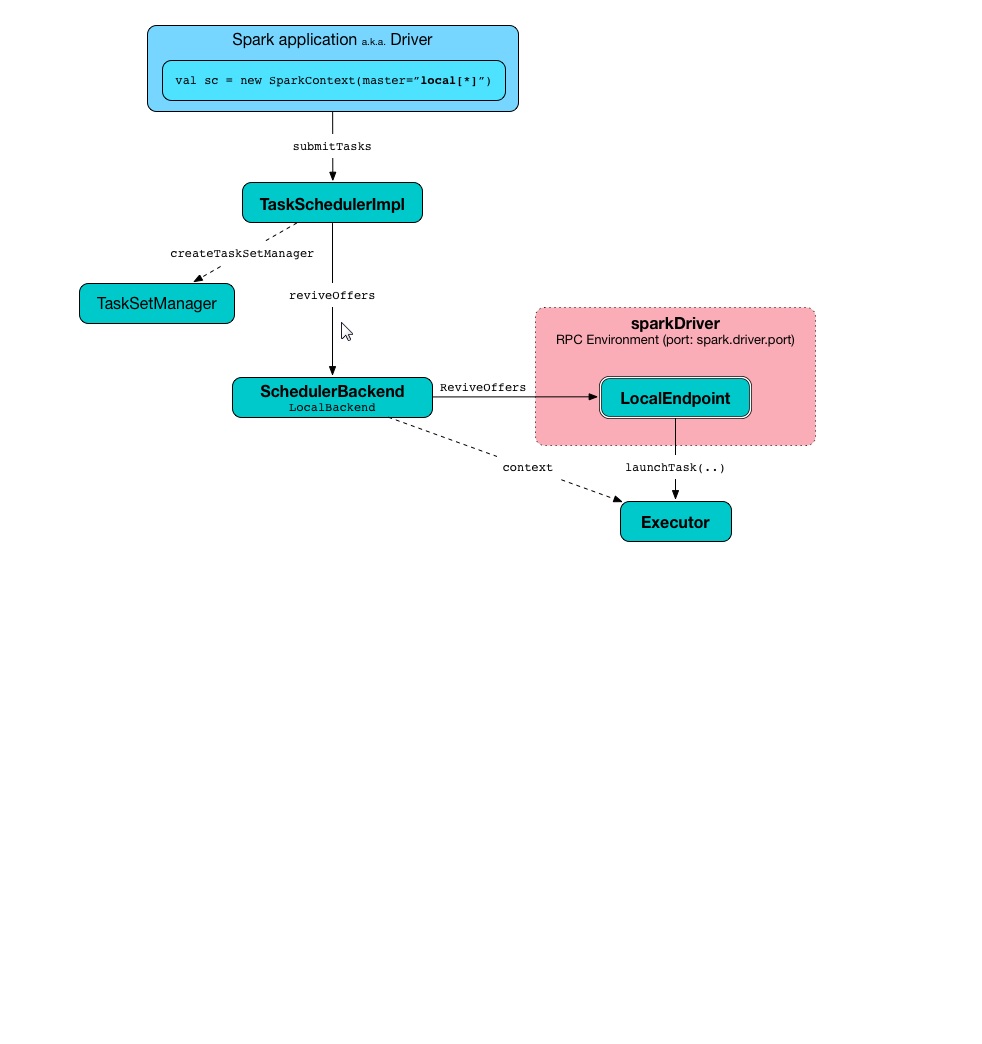 Spark application a.k.a. Driver
val sc = new SparkContext(master=”local[*]”)
submitTasks
TaskSchedulerImpl
createTaskSetManager
TaskSetManager
reviveOffers
sparkDriver
RPC Environment (port: spark.driver.port)
SchedulerBackend
LocalBackend
ReviveOffers
LocalEndpoint
context
launchTask(..)
Executor